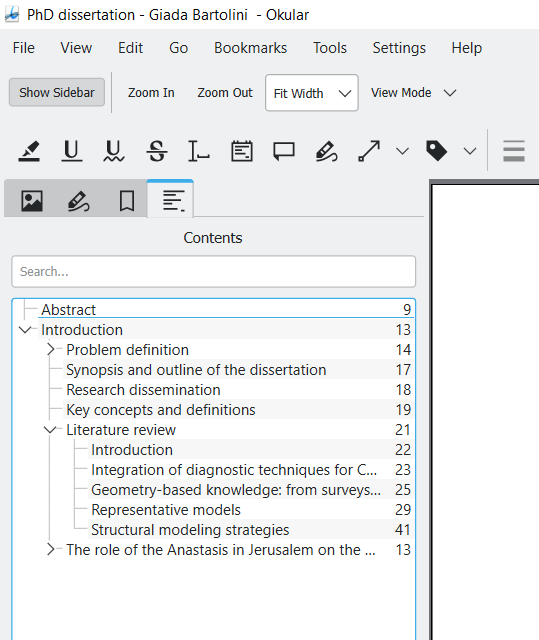 PhD dissertation - Giada Bartolini - Okular
File View Edit Go Bookmarks Tools Settings Help
Show Sidebar Zoom In Zoom Out Fit Width View Mode
Contents
Search...
Abstract 9
Introduction 13
Problem definition 14
Synopsis and outline of the dissertation 17
Research dissemination 18
Key concepts and definitions 19
Literature review 21
Introduction 22
Integration of diagnostic techniques for C... 23
Geometry-based knowledge: from surveys... 25
Representative models 29
Structural modeling strategies 41
The role of the Anastasis in Jerusalem on the ... 13